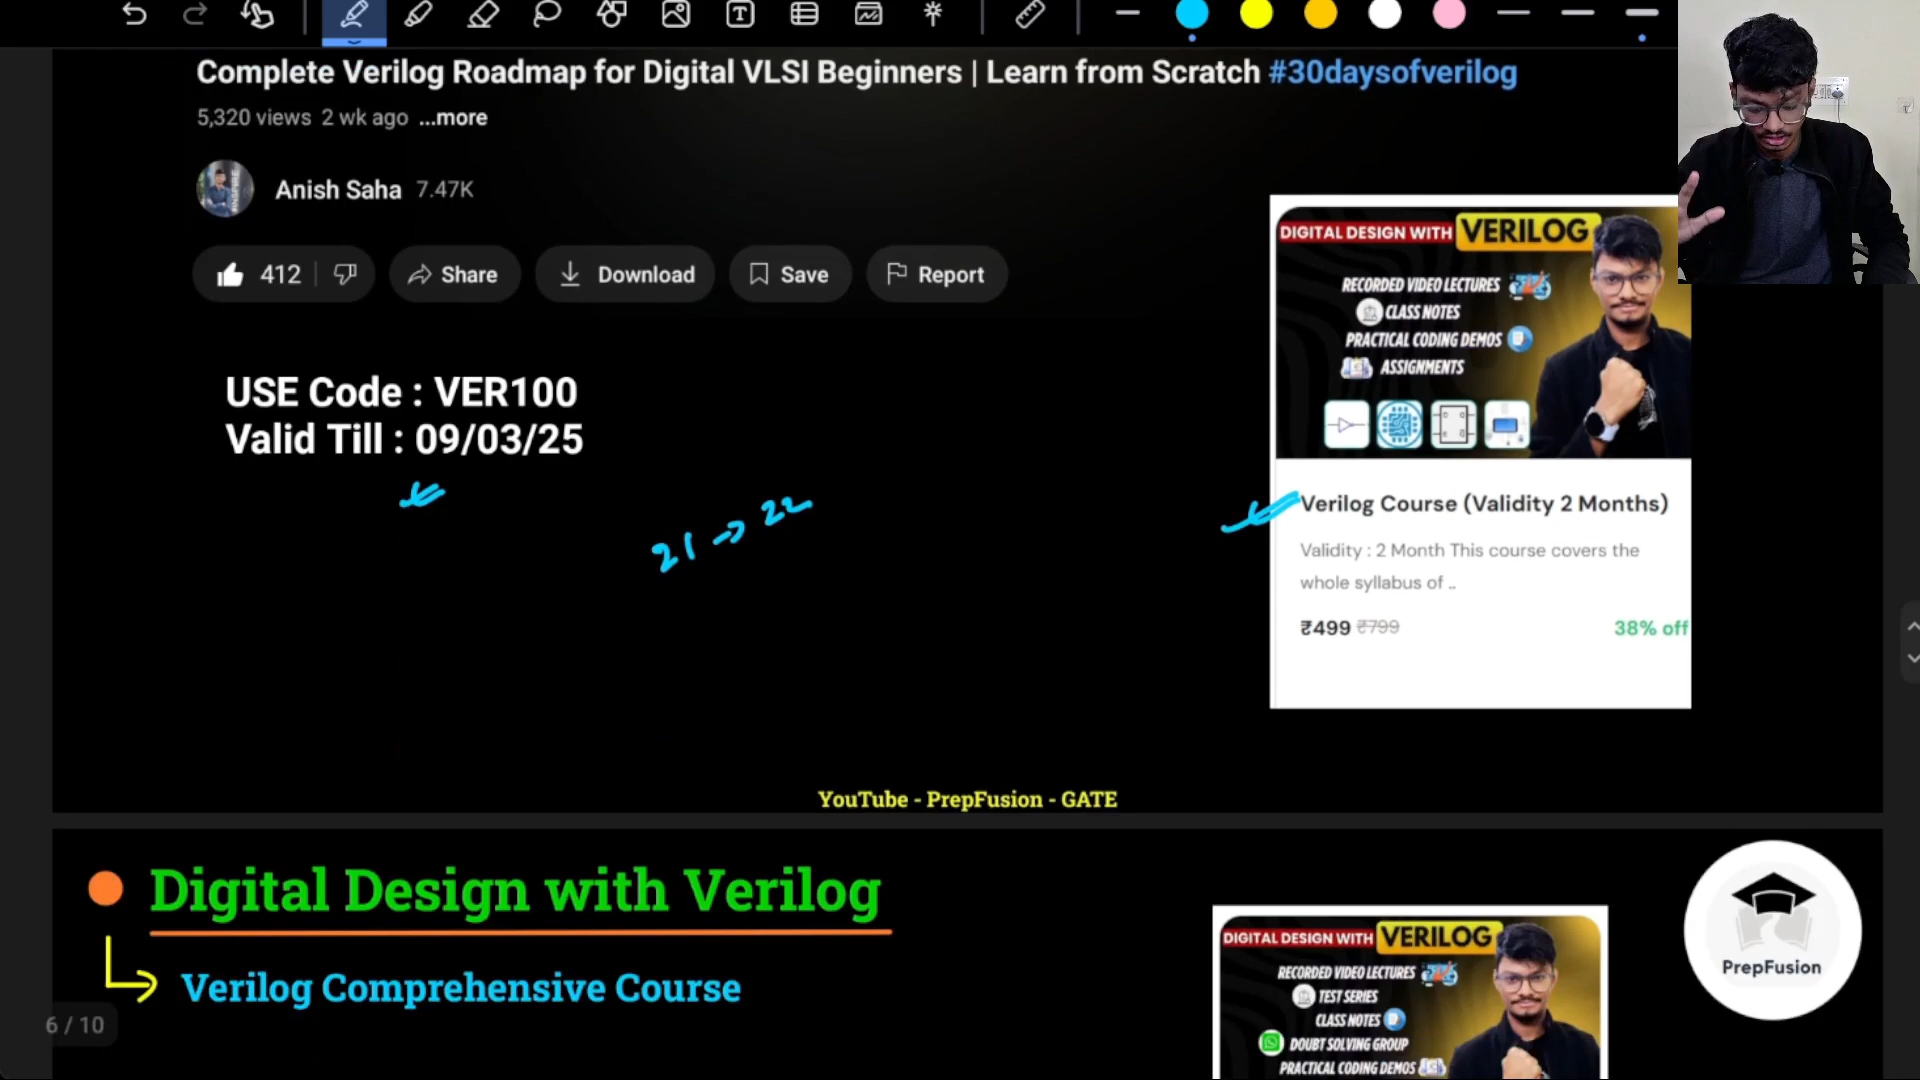 Complete Verilog Roadmap for Digital VLSI Beginners | Learn from Scratch #30daysofverilog
5,320 views 2 wk ago ...more
Anish Saha 7.47K
412 Share Download Save Report
USE Code : VER100
Valid Till : 09/03/25
21 → 22
DIGITAL DESIGN WITH VERILOG
RECORDED VIDEO LECTURES
CLASS NOTES
PRACTICAL CODING DEMOS
ASSIGNMENTS
Verilog Course (Validity 2 Months)
Validity : 2 Month This course covers the
whole syllabus of ..
₹499 ₹799 38% off
YouTube - PrepFusion - GATE
Digital Design with Verilog
Verilog Comprehensive Course
6 / 10
DIGITAL DESIGN WITH VERILOG
RECORDED VIDEO LECTURES
TEST SERIES
CLASS NOTES
DOUBT SOLVING GROUP
PRACTICAL CODING DEMOS
PrepFusion